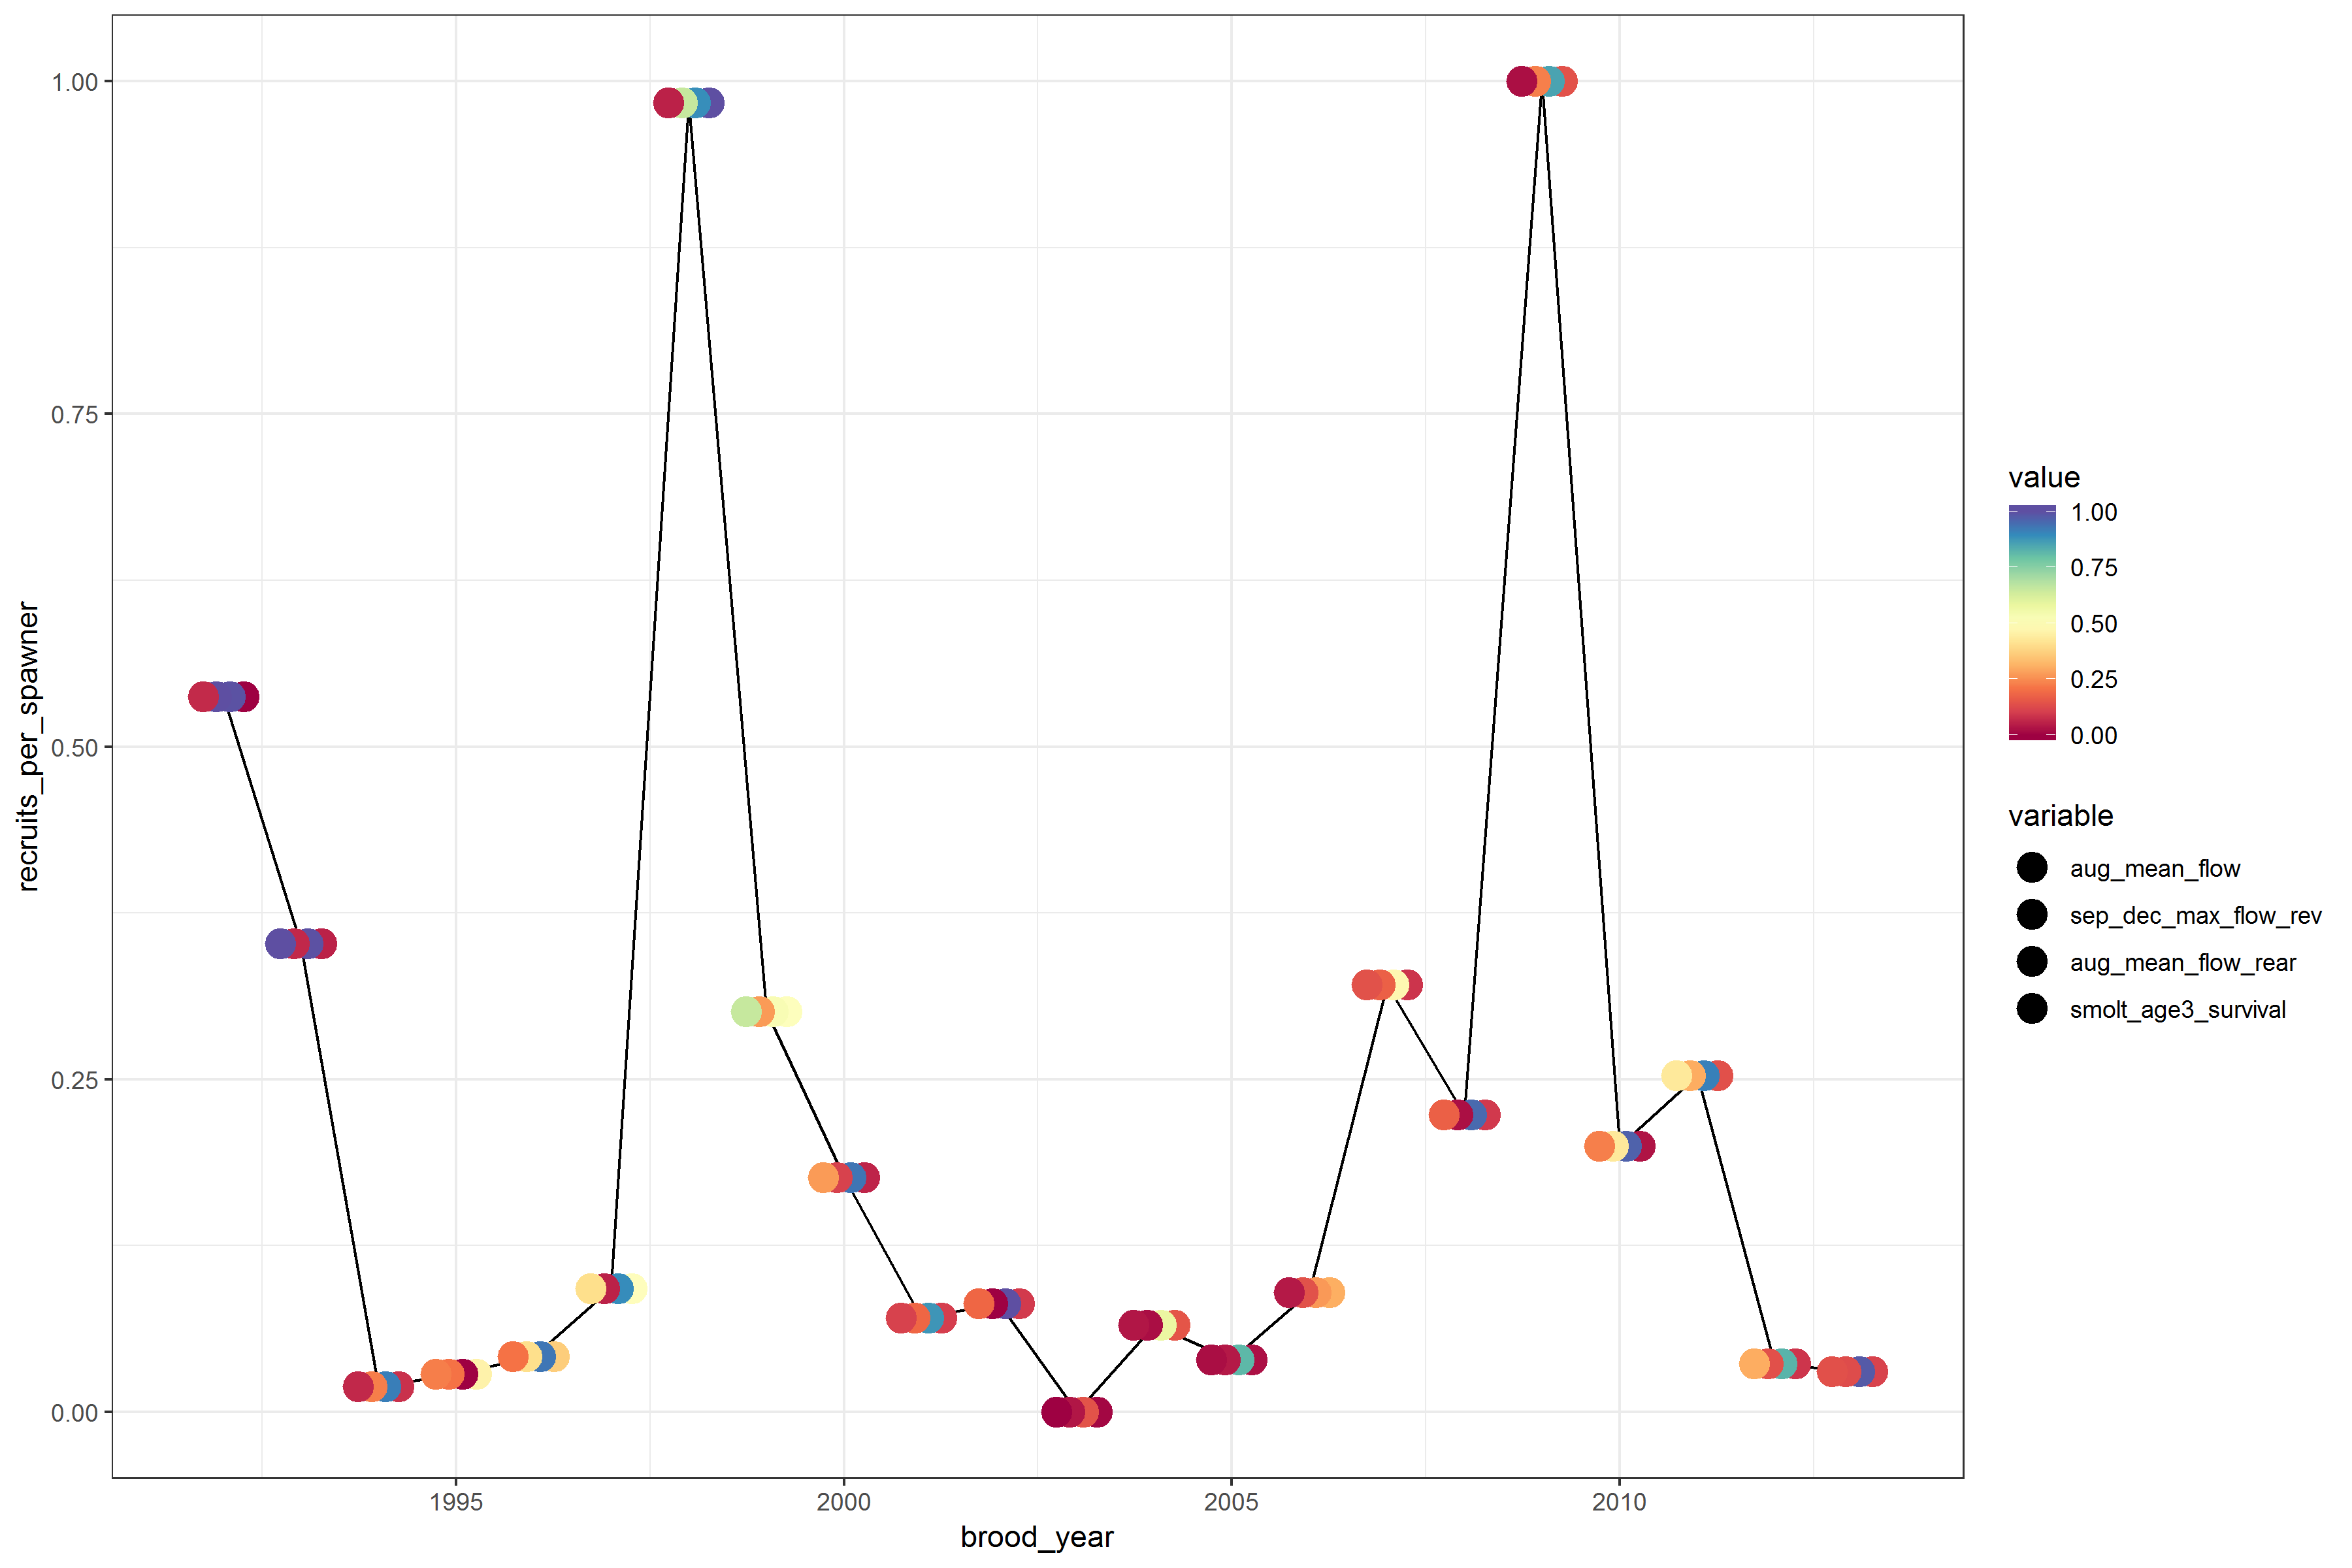 1.00
0.75
0.50
0.25
0.00
recruits_per_spawner
1995
2000
2005
2010
brood_year
value
1.00
0.75
0.50
0.25
0.00
variable
aug_mean_flow
sep_dec_max_flow_rev
aug_mean_flow_rear
smolt_age3_survival